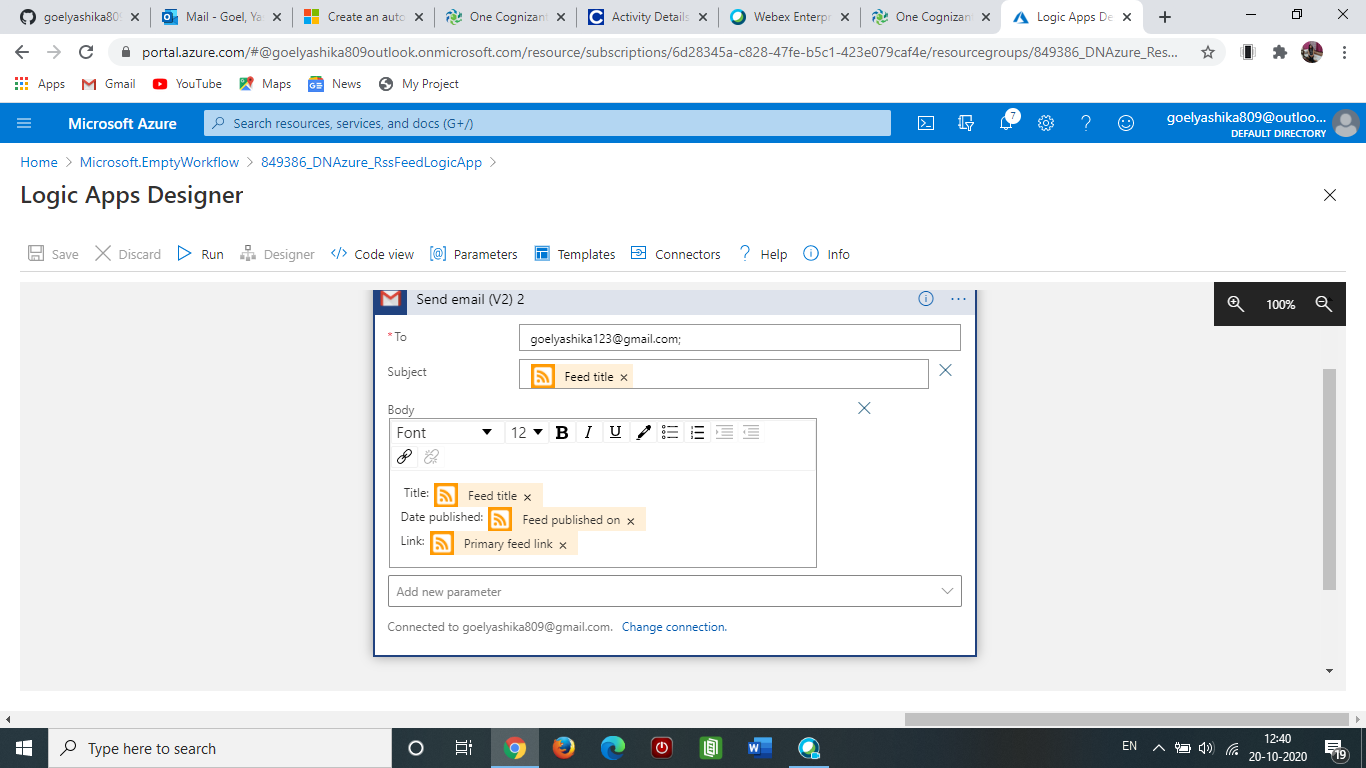 goelyashika80
Mail - Goel, Ya
Create an auto
One Cognizan
Activity Details
Webex Enterpr
One Cognizan
Logic Apps De
portal.azure.com/#@goelyashika809outlook.onmicrosoft.com/resource/subscriptions/6d28345a-c828-47fe-b5c1-423e079caf4e/resourcegroups/849386_DNAzure_Res...
Apps
Gmail
YouTube
Maps
News
My Project
Microsoft Azure
Search resources, services, and docs (G+/)
7
goelyashika809@outloo...
DEFAULT DIRECTORY
Home > Microsoft.EmptyWorkflow > 849386_DNAzure_RssFeedLogicApp >
Logic Apps Designer
Save
Discard
Run
Designer
Code view
Parameters
Templates
Connectors
Help
Info
Send email (V2) 2
100%
* To
goelyashika123@gmail.com;
Subject
Feed title ×
Body
Font
12
B
I
U
Title: Feed title ×
Date published: Feed published on ×
Link: Primary feed link ×
Add new parameter
Connected to goelyashika809@gmail.com. Change connection.
Type here to search
EN
12:40
20-10-2020
19